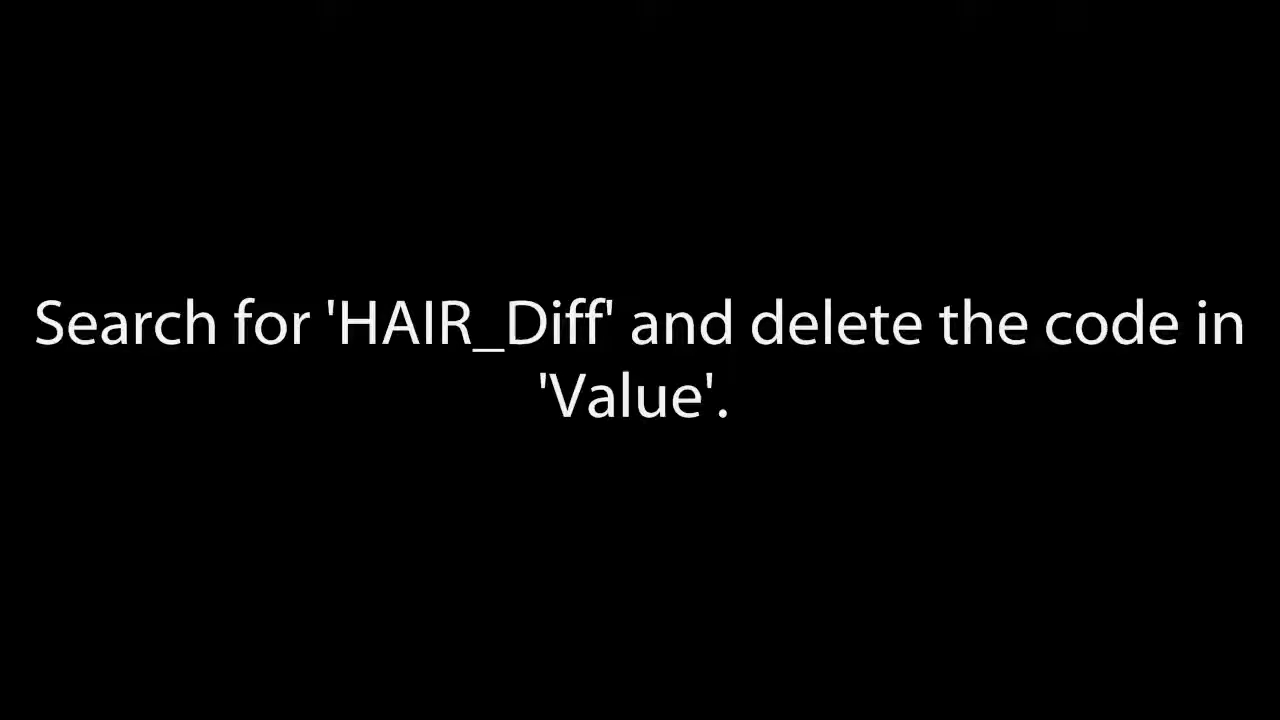 Search for 'HAIR_Diff' and delete the code in
'Value'.